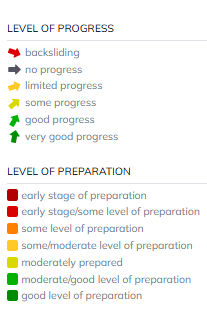 LEVEL OF PROGRESS
backsliding
no progress
limited progress
some progress
good progress
very good progress
LEVEL OF PREPARATION
early stage of preparation
early stage/some level of preparation
some level of preparation
some/moderate level of preparation
moderately prepared
moderate/good level of preparation
good level of preparation